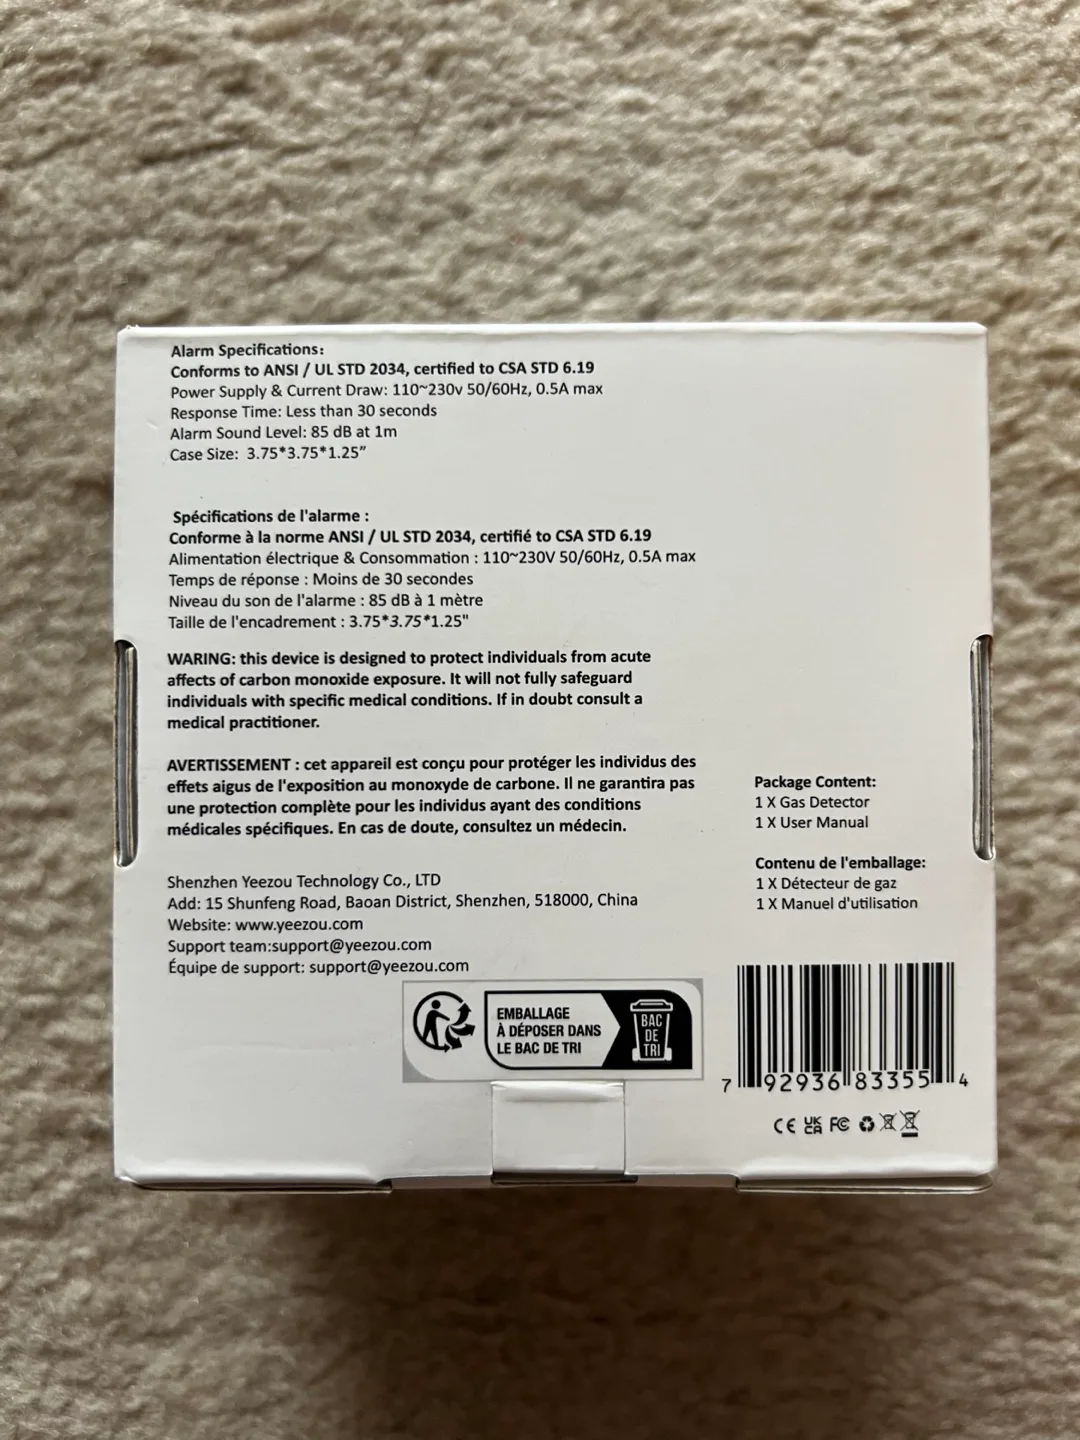 Alarm Specifications:
Conforms to ANSI / UL STD 2034, certified to CSA STD 6.19
Power Supply & Current Draw: 110~230v 50/60Hz, 0.5A max
Response Time: Less than 30 seconds
Alarm Sound Level: 85 dB at 1m
Case Size: 3.75*3.75*1.25”
Spécifications de l'alarme :
Conforme à la norme ANSI / UL STD 2034, certifié to CSA STD 6.19
Alimentation électrique & Consommation : 110~230V 50/60Hz, 0.5A max
Temps de réponse : Moins de 30 secondes
Niveau du son de l'alarme : 85 dB à 1 mètre
Taille de l'encadrement : 3.75*3.75*1.25"
WARING: this device is designed to protect individuals from acute
affects of carbon monoxide exposure. It will not fully safeguard
individuals with specific medical conditions. If in doubt consult a
medical practitioner.
AVERTISSEMENT : cet appareil est conçu pour protéger les individus des
effets aigus de l'exposition au monoxyde de carbone. Il ne garantira pas
une protection complète pour les individus ayant des conditions
médicales spécifiques. En cas de doute, consultez un médecin.
Shenzhen Yeezou Technology Co., LTD
Add: 15 Shunfeng Road, Baoan District, Shenzhen, 518000, China
Website: www.yeezou.com
Support team:support@yeezou.com
Équipe de support: support@yeezou.com
Package Content:
1 X Gas Detector
1 X User Manual
Contenu de l'emballage:
1 X Détecteur de gaz
1 X Manuel d'utilisation
EMBALLAGE
À DÉPOSER DANS
LE BAC DE TRI
BAC
DE
TRI
7 92936 83355 4
CE UK CA FC